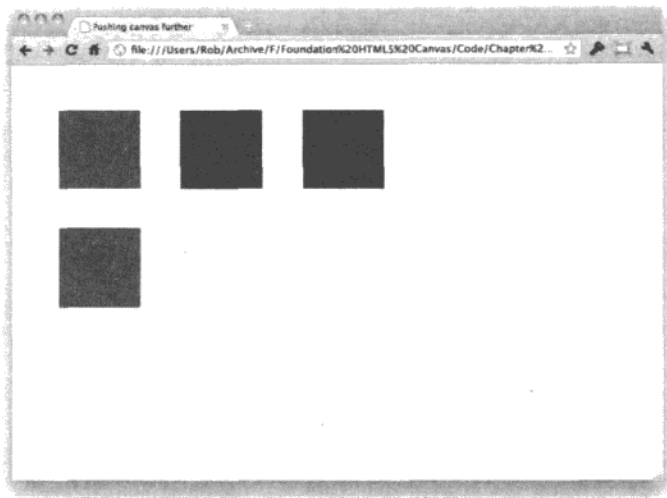 Pushing canvas further
file:///Users/Rob/Archive/F/Foundation%20HTML5%20Canvas/Code/Chapter%2...